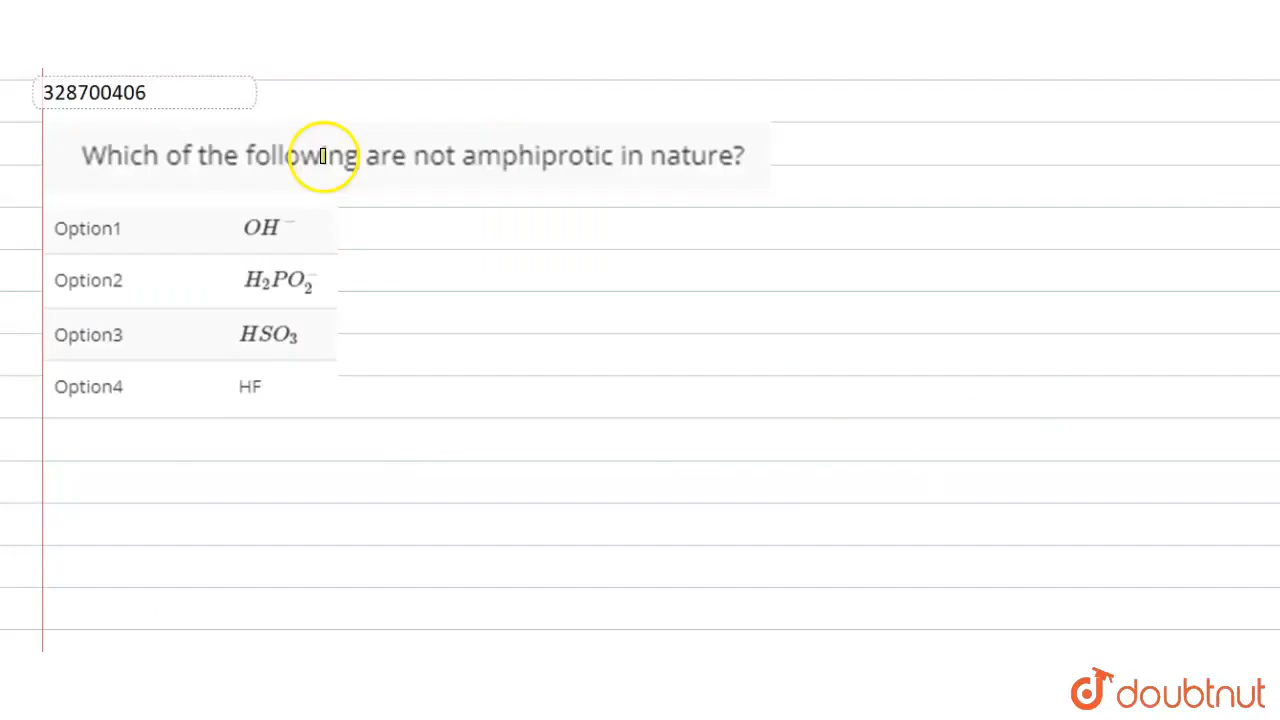 328700406
Which of the following are not amphiprotic in nature?
Option1 OH⁻
Option2 H₂PO₂⁻
Option3 HSO₃
Option4 HF
doubtnut